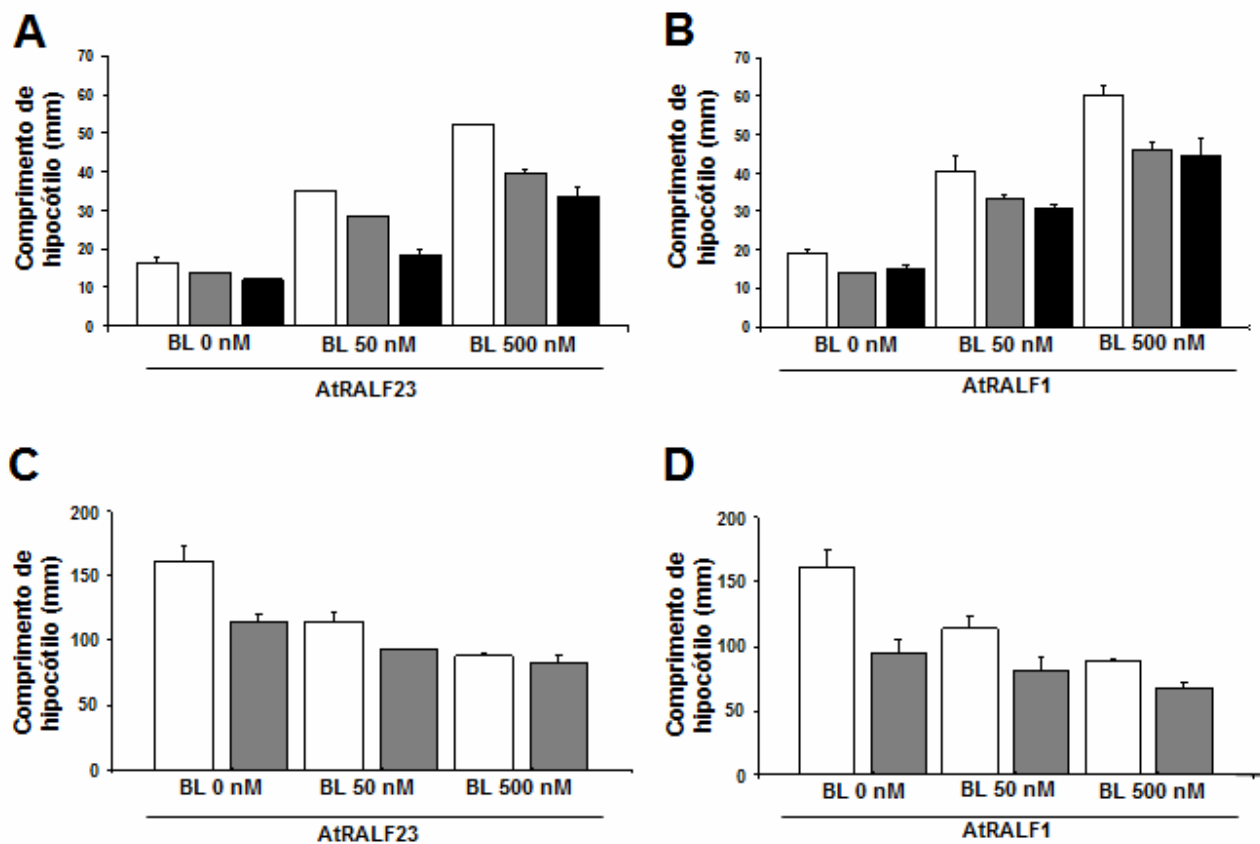 A
Comprimento de
hipocótilo (mm)
70
60
50
40
30
20
10
0
BL 0 nM
BL 50 nM
BL 500 nM
AtRALF23
B
Comprimento de
hipocótilo (mm)
70
60
50
40
30
20
10
0
BL 0 nM
BL 50 nM
BL 500 nM
AtRALF1
C
Comprimento de
hipocótilo (mm)
200
150
100
50
0
BL 0 nM
BL 50 nM
BL 500 nM
AtRALF23
D
Comprimento de
hipocótilo (mm)
200
150
100
50
0
BL 0 nM
BL 50 nM
BL 500 nM
AtRALF1